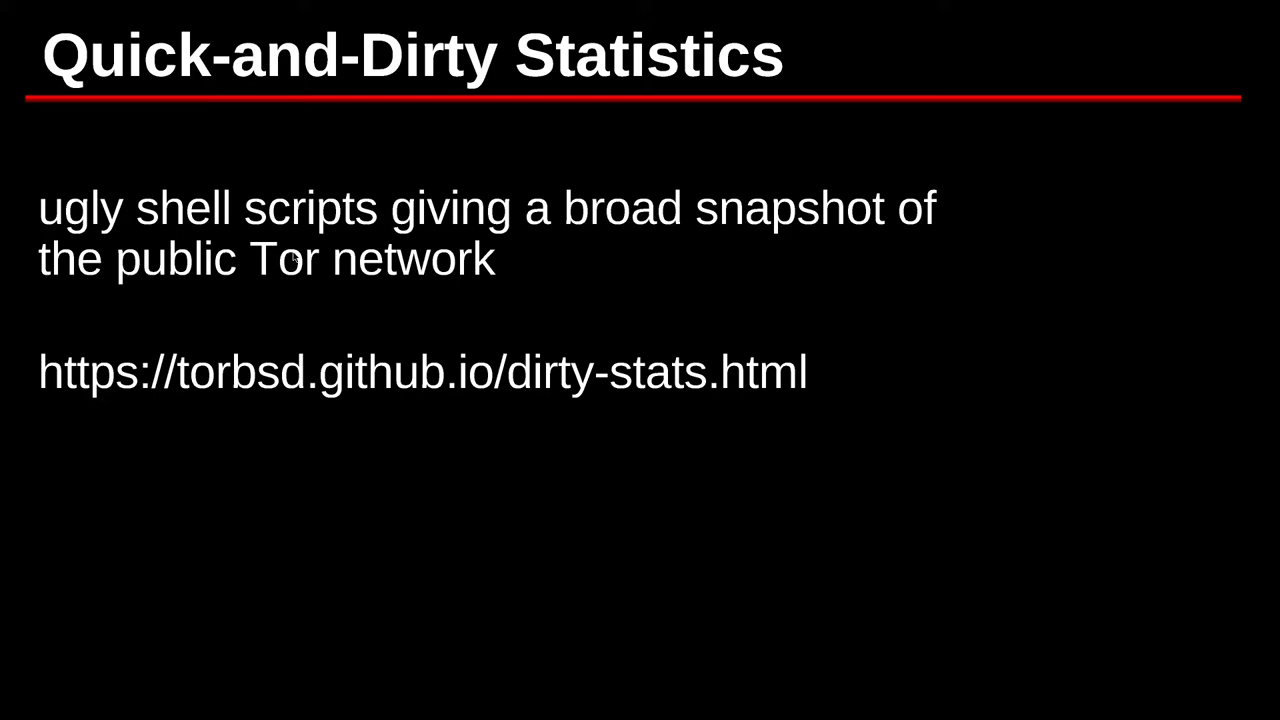 Quick-and-Dirty Statistics
ugly shell scripts giving a broad snapshot of
the public Tor network
https://torbsd.github.io/dirty-stats.html